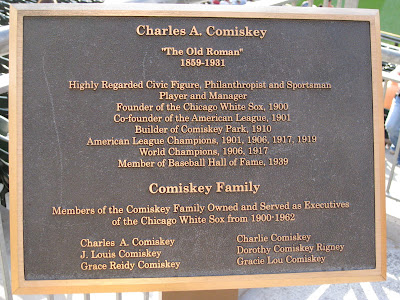 Charles A. Comiskey
"The Old Roman"
1859-1931
Highly Regarded Civic Figure, Philanthropist and Sportsman
Player and Manager
Founder of the Chicago White Sox, 1900
Co-founder of the American League, 1901
Builder of Comiskey Park, 1910
American League Champions, 1901, 1906, 1917, 1919
World Champions, 1906, 1917
Member of Baseball Hall of Fame, 1939
Comiskey Family
Members of the Comiskey Family Owned and Served as Executives
of the Chicago White Sox from 1900-1962
Charles A. Comiskey
J. Louis Comiskey
Grace Reidy Comiskey
Charlie Comiskey
Dorothy Comiskey Rigney
Gracie Lou Comiskey